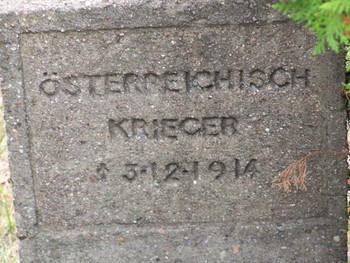 ÖSTERREICHISCH
KRIEGER
† 3·12·1914